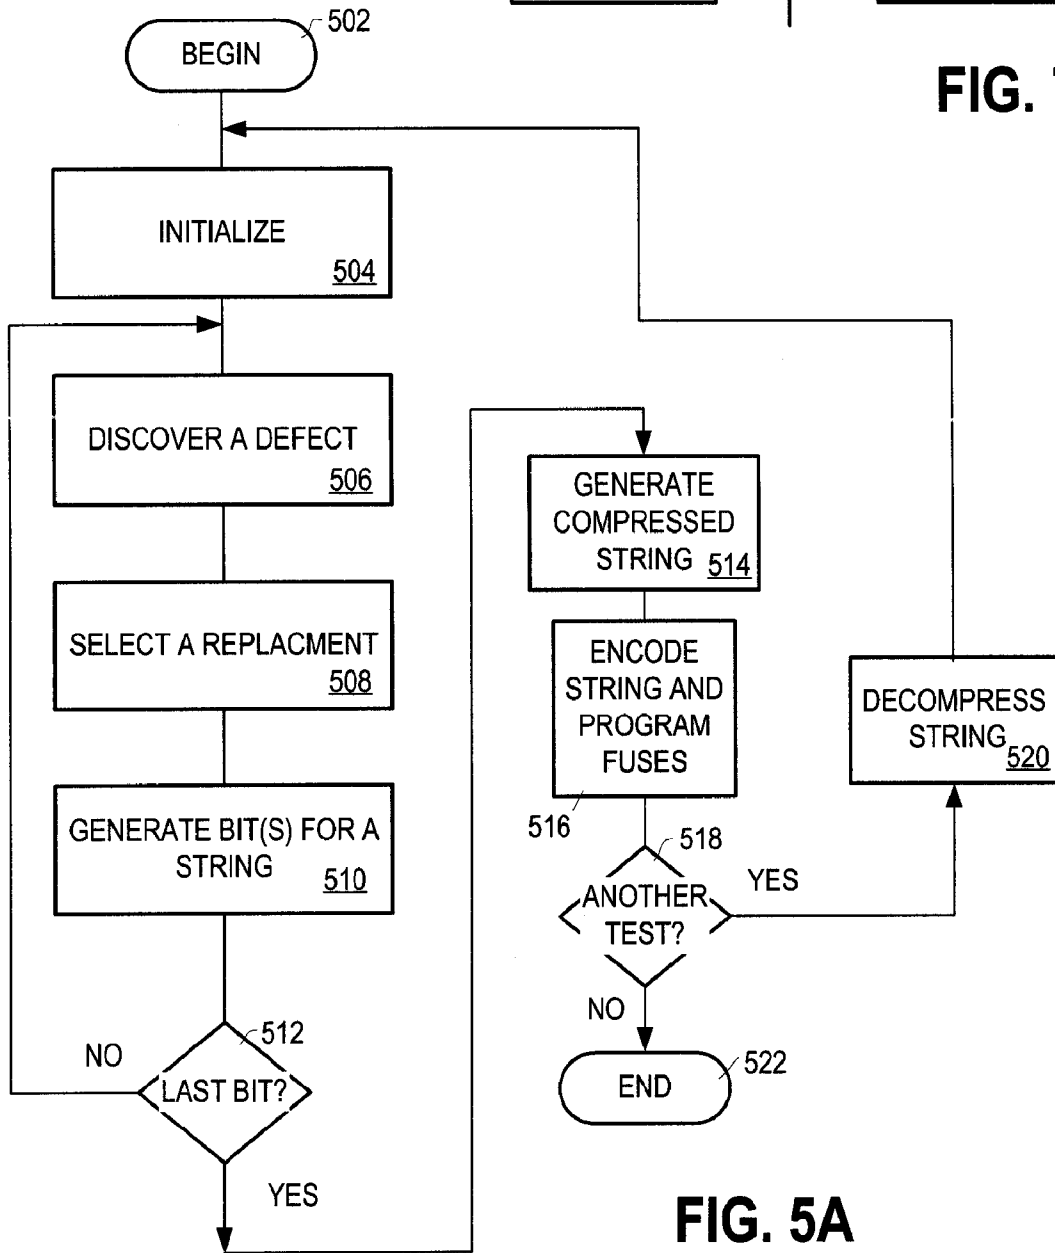 502
BEGIN
FIG.
INITIALIZE
504
DISCOVER A DEFECT
506
SELECT A REPLACMENT
508
GENERATE BIT(S) FOR A
STRING
510
512
NO
LAST BIT?
YES
GENERATE
COMPRESSED
STRING
514
ENCODE
STRING AND
PROGRAM
FUSES
516
518
ANOTHER
TEST?
YES
NO
DECOMPRESS
STRING
520
END
522
FIG. 5A